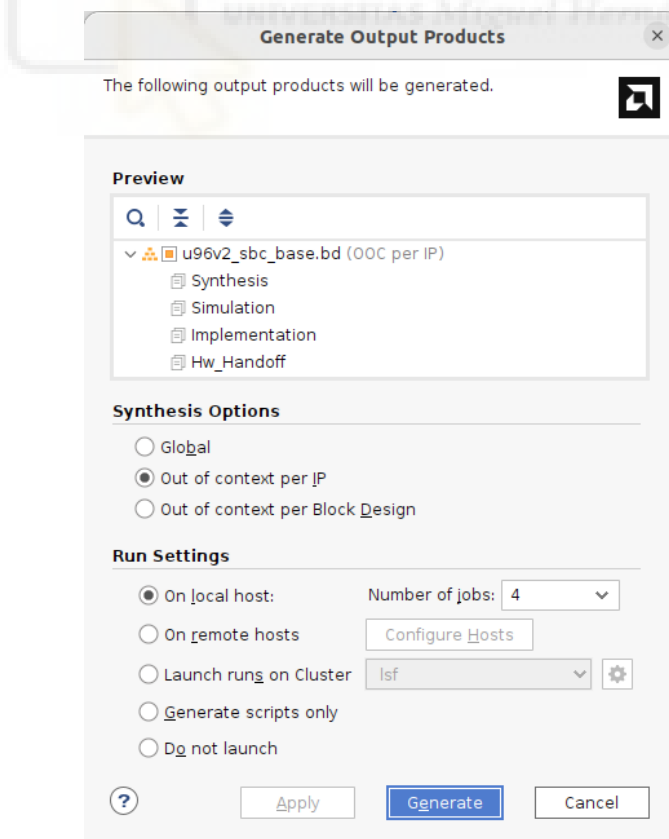 UNIVERSITAS Miguel Hern
Generate Output Products
The following output products will be generated.
Preview
u96v2_sbc_base.bd (OOC per IP)
Synthesis
Simulation
Implementation
Hw_Handoff
Synthesis Options
Global
Out of context per IP
Out of context per Block Design
Run Settings
On local host: Number of jobs: 4
On remote hosts Configure Hosts
Launch runs on Cluster lsf
Generate scripts only
Do not launch
? Apply Generate Cancel